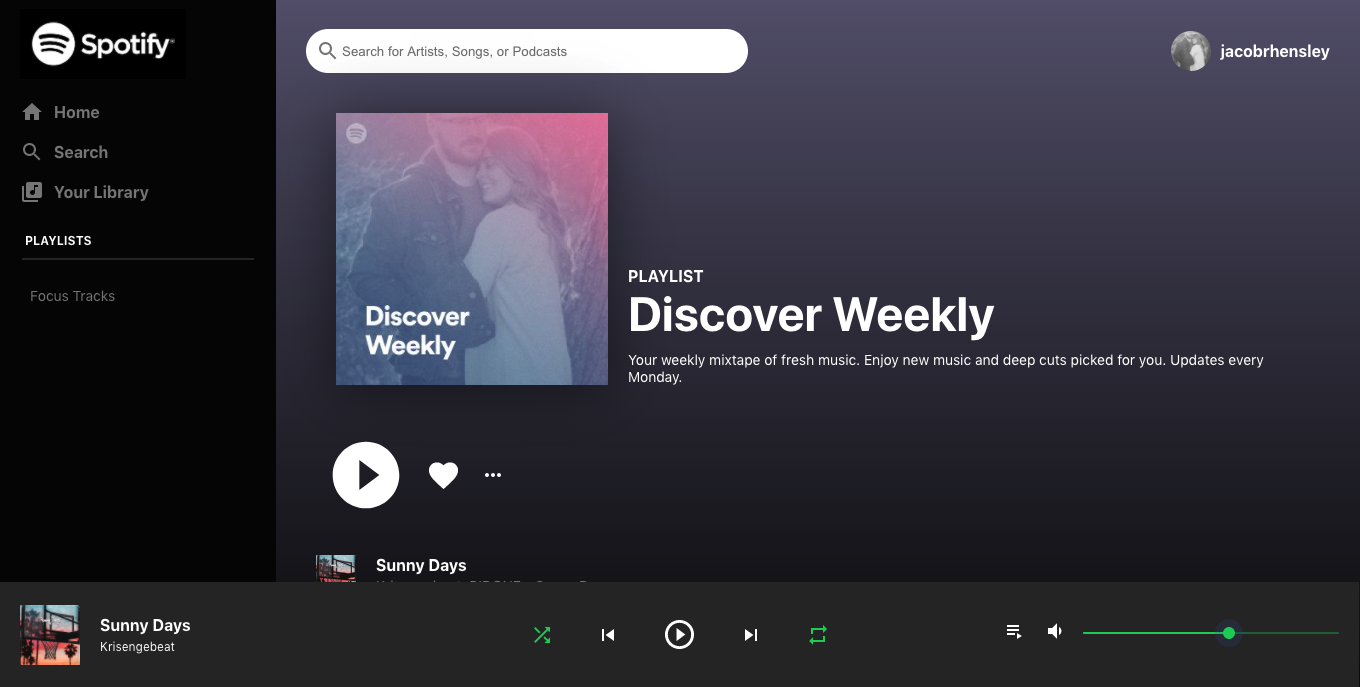 Spotify
Search for Artists, Songs, or Podcasts
jacobrhensley
Home
Search
Your Library
PLAYLISTS
Focus Tracks
Discover
Weekly
PLAYLIST
Discover Weekly
Your weekly mixtape of fresh music. Enjoy new music and deep cuts picked for you. Updates every
Monday.
Sunny Days
Sunny Days
Krisengebeat